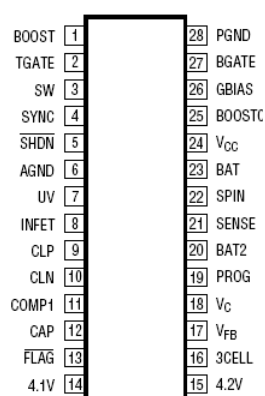 BOOST 1 28 PGND
TGATE 2 27 BGATE
SW 3 26 GBIAS
SYNC 4 25 BOOSTC
SHDN 5 24 VCC
AGND 6 23 BAT
UV 7 22 SPIN
INFET 8 21 SENSE
CLP 9 20 BAT2
CLN 10 19 PROG
COMP1 11 18 VC
CAP 12 17 VFB
FLAG 13 16 3CELL
4.1V 14 15 4.2V